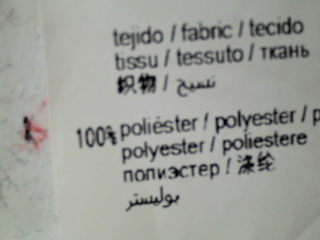 tejido / fabric / tecido
tissu / tessuto / ткань
织物 / نسيج
100% poliéster / polyester / p
polyester / poliestere
полиэстер / 涤纶
بوليستر